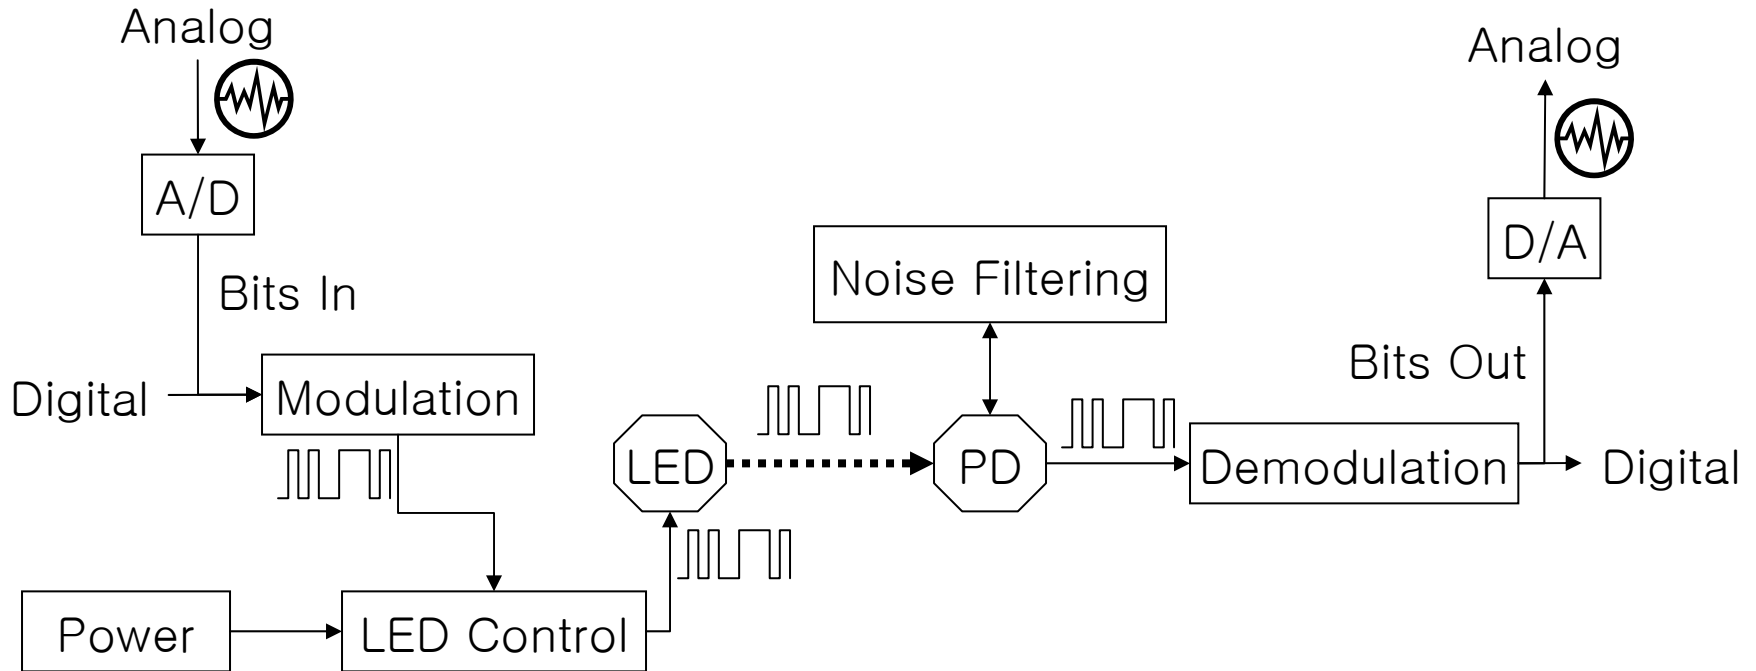 Analog
Analog
A/D
D/A
Noise Filtering
Bits In
Bits Out
Digital
Modulation
LED
PD
Demodulation
Digital
Power
LED Control